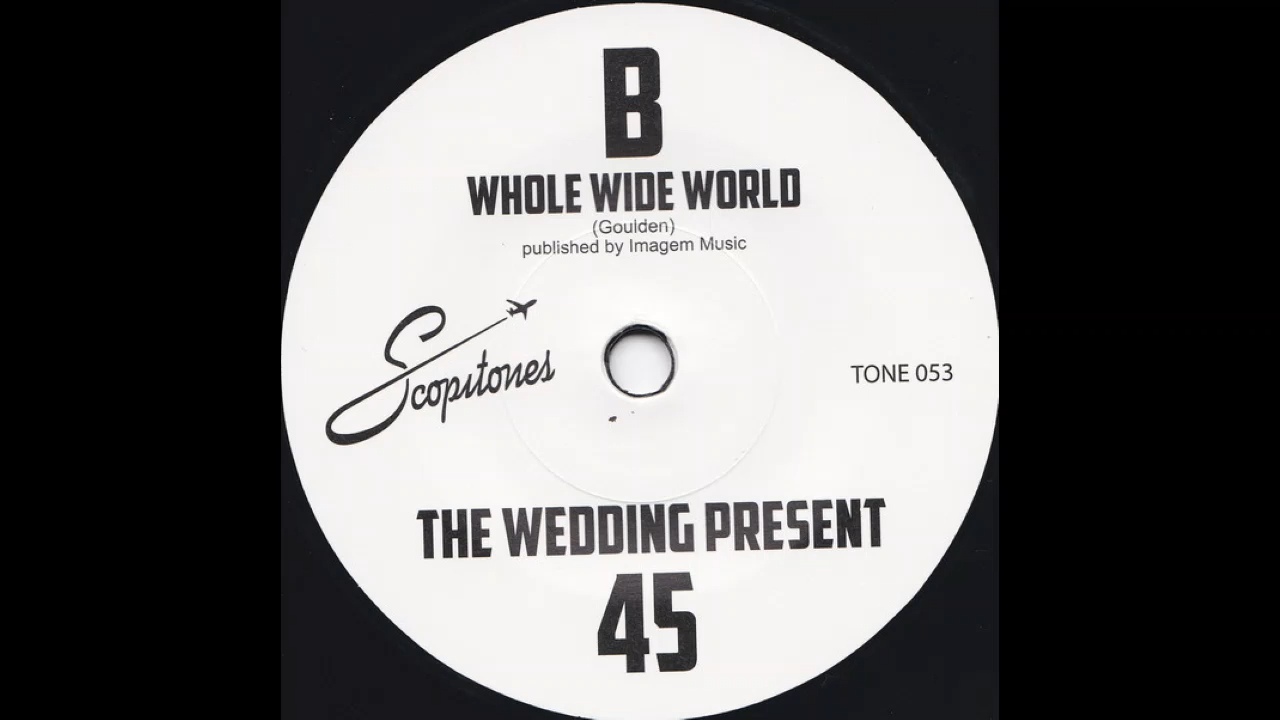 B
WHOLE WIDE WORLD
(Goulden)
published by Imagem Music
Scopitones
TONE 053
THE WEDDING PRESENT
45